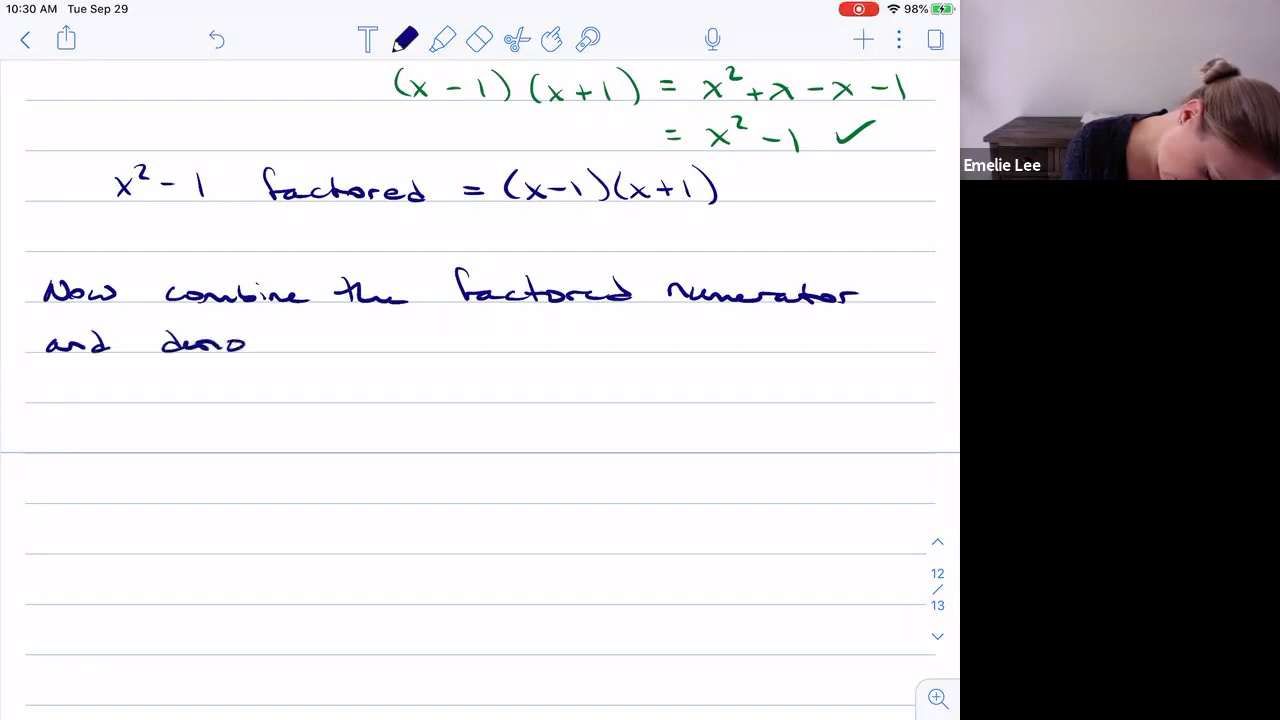 10:30 AM Tue Sep 29
98%
(x - 1) (x + 1) = x² + x - x - 1
= x² - 1 ✓
Emelie Lee
x² - 1 factored = (x-1)(x+1)
Now combine the factored numerator
and deno
12
/
13